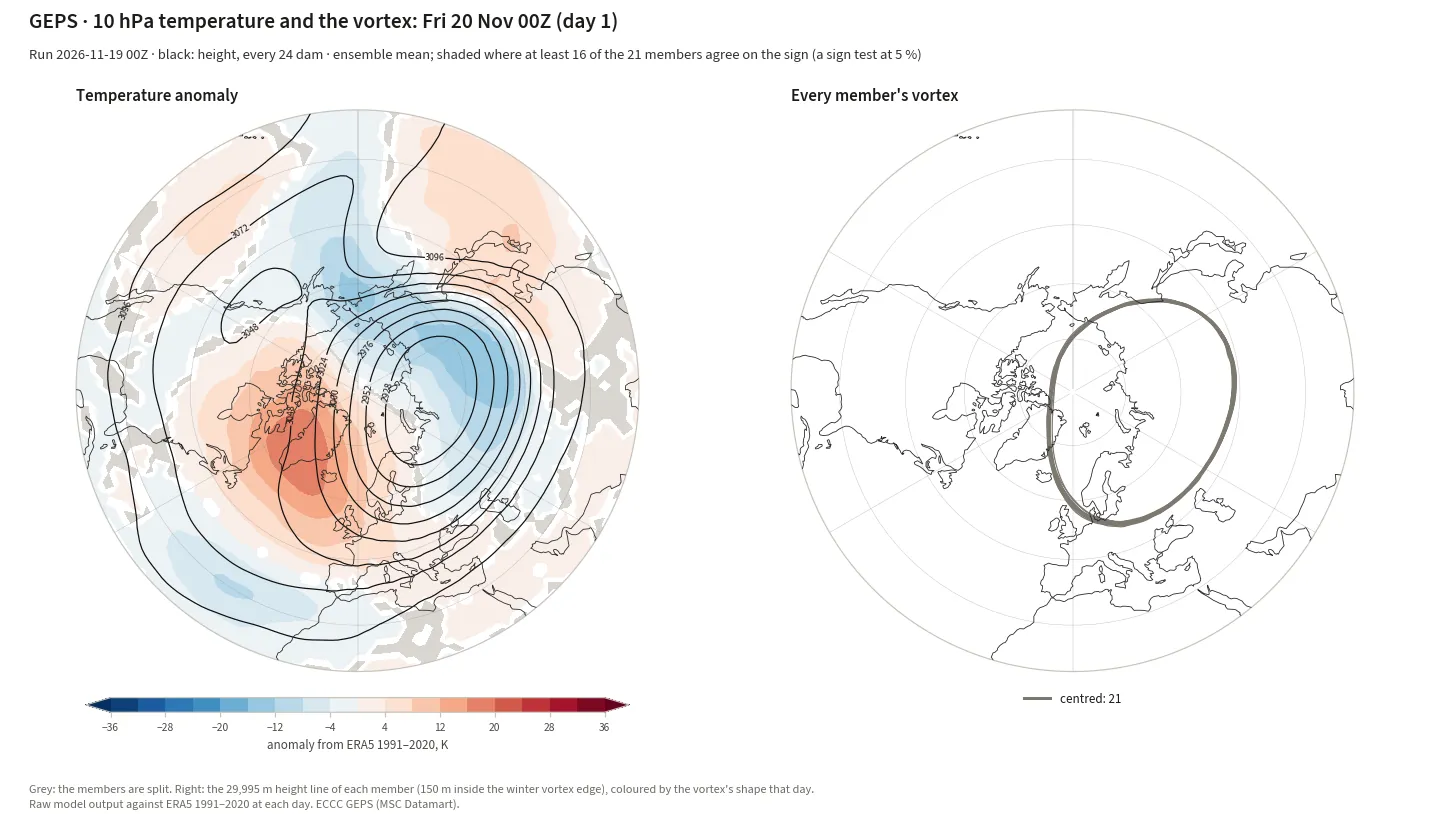 GEPS · 10 hPa temperature and the vortex: Fri 20 Nov 00Z (day 1)
Run 2026-11-19 00Z · black: height, every 24 dam · ensemble mean; shaded where at least 16 of the 21 members agree on the sign (a sign test at 5 %)
Temperature anomaly
Every member's vortex
3072
3096
3096
3048
2976
3024
3000
2952
2928
3048
−36 −28 −20 −12 −4 4 12 20 28 36
anomaly from ERA5 1991–2020, K
centred: 21
Grey: the members are split. Right: the 29,995 m height line of each member (150 m inside the winter vortex edge), coloured by the vortex's shape that day.
Raw model output against ERA5 1991–2020 at each day. ECCC GEPS (MSC Datamart).